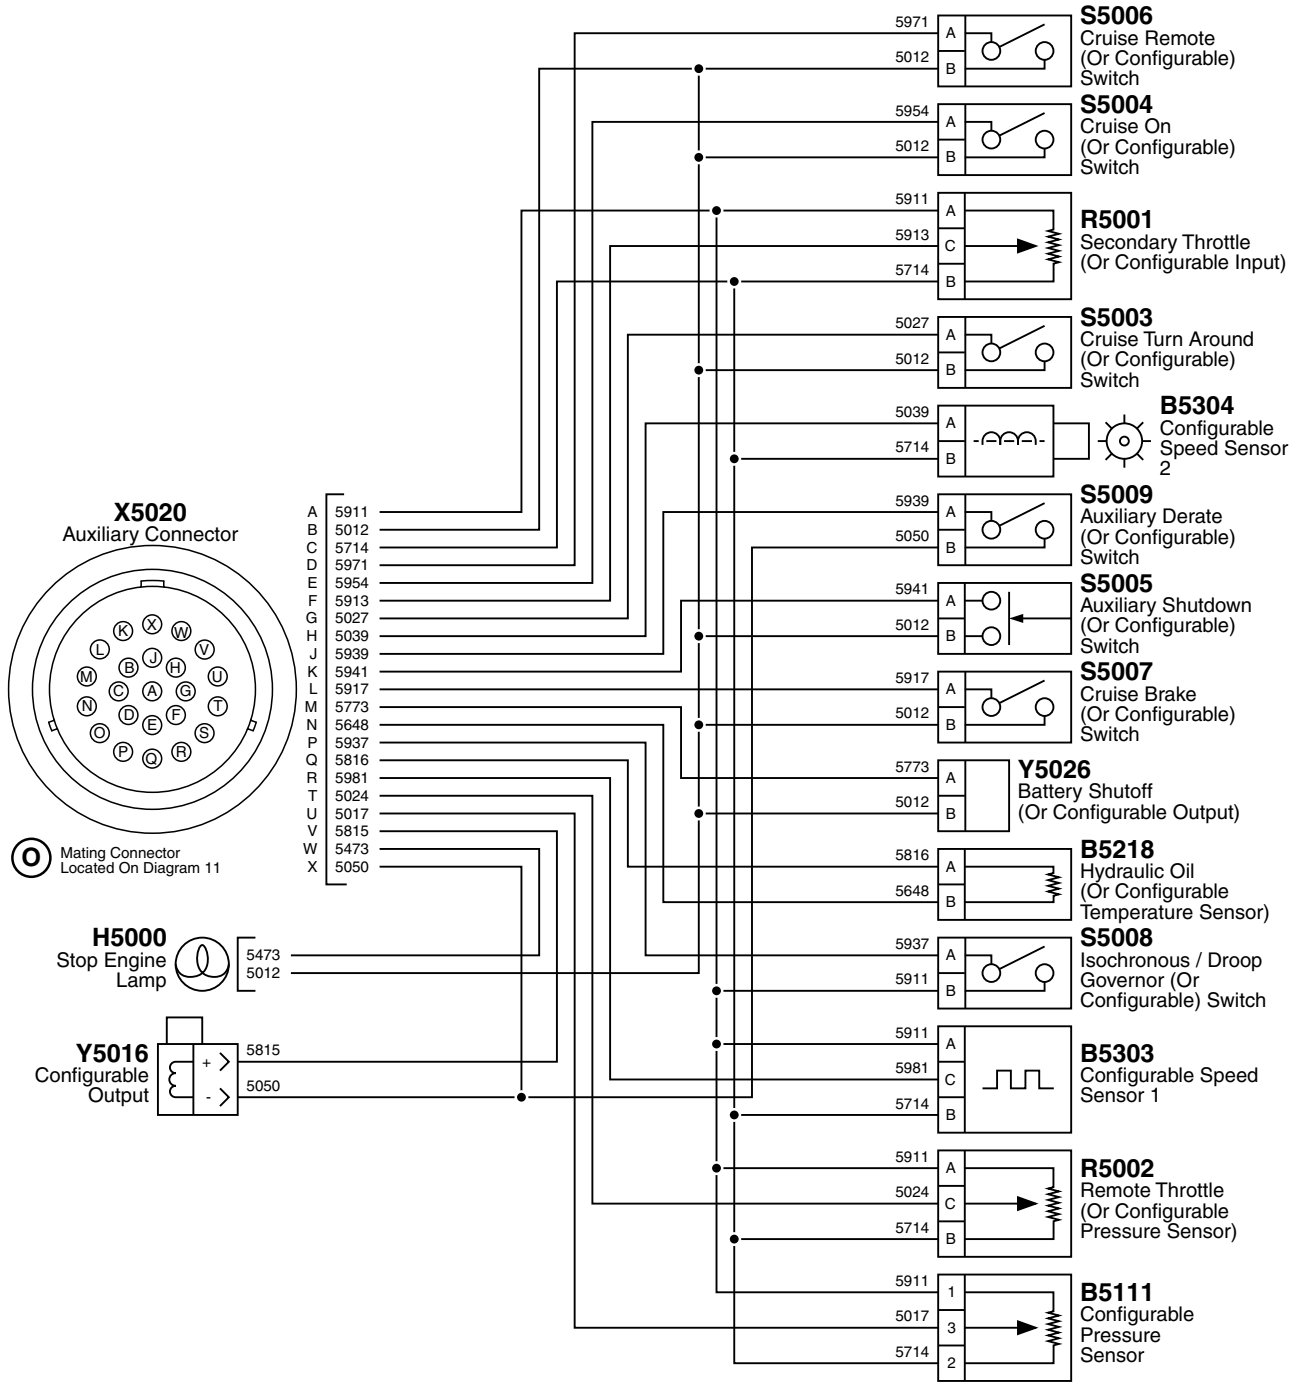 X5020
Auxiliary Connector
K X W
L J V
M B H U
C A G
N D F T
O E S
P Q R
O
Mating Connector
Located On Diagram 11
A 5911
B 5012
C 5714
D 5971
E 5954
F 5913
G 5027
H 5039
J 5939
K 5941
L 5917
M 5773
N 5648
P 5937
Q 5816
R 5981
T 5024
U 5017
V 5815
W 5473
X 5050
H5000
Stop Engine
Lamp
5473
5012
Y5016
Configurable
Output
+ 5815
- 5050
5971 A
5012 B
S5006
Cruise Remote
(Or Configurable)
Switch
5954 A
5012 B
S5004
Cruise On
(Or Configurable)
Switch
5911 A
5913 C
5714 B
R5001
Secondary Throttle
(Or Configurable Input)
5027 A
5012 B
S5003
Cruise Turn Around
(Or Configurable)
Switch
5039 A
5714 B
B5304
Configurable
Speed Sensor
2
5939 A
5050 B
S5009
Auxiliary Derate
(Or Configurable)
Switch
5941 A
5012 B
S5005
Auxiliary Shutdown
(Or Configurable)
Switch
5917 A
5012 B
S5007
Cruise Brake
(Or Configurable)
Switch
5773 A
5012 B
Y5026
Battery Shutoff
(Or Configurable Output)
5816 A
5648 B
B5218
Hydraulic Oil
(Or Configurable
Temperature Sensor)
5937 A
5911 B
S5008
Isochronous / Droop
Governor (Or
Configurable) Switch
5911 A
5981 C
5714 B
B5303
Configurable Speed
Sensor 1
5911 A
5024 C
5714 B
R5002
Remote Throttle
(Or Configurable
Pressure Sensor)
5911 1
5017 3
5714 2
B5111
Configurable
Pressure
Sensor